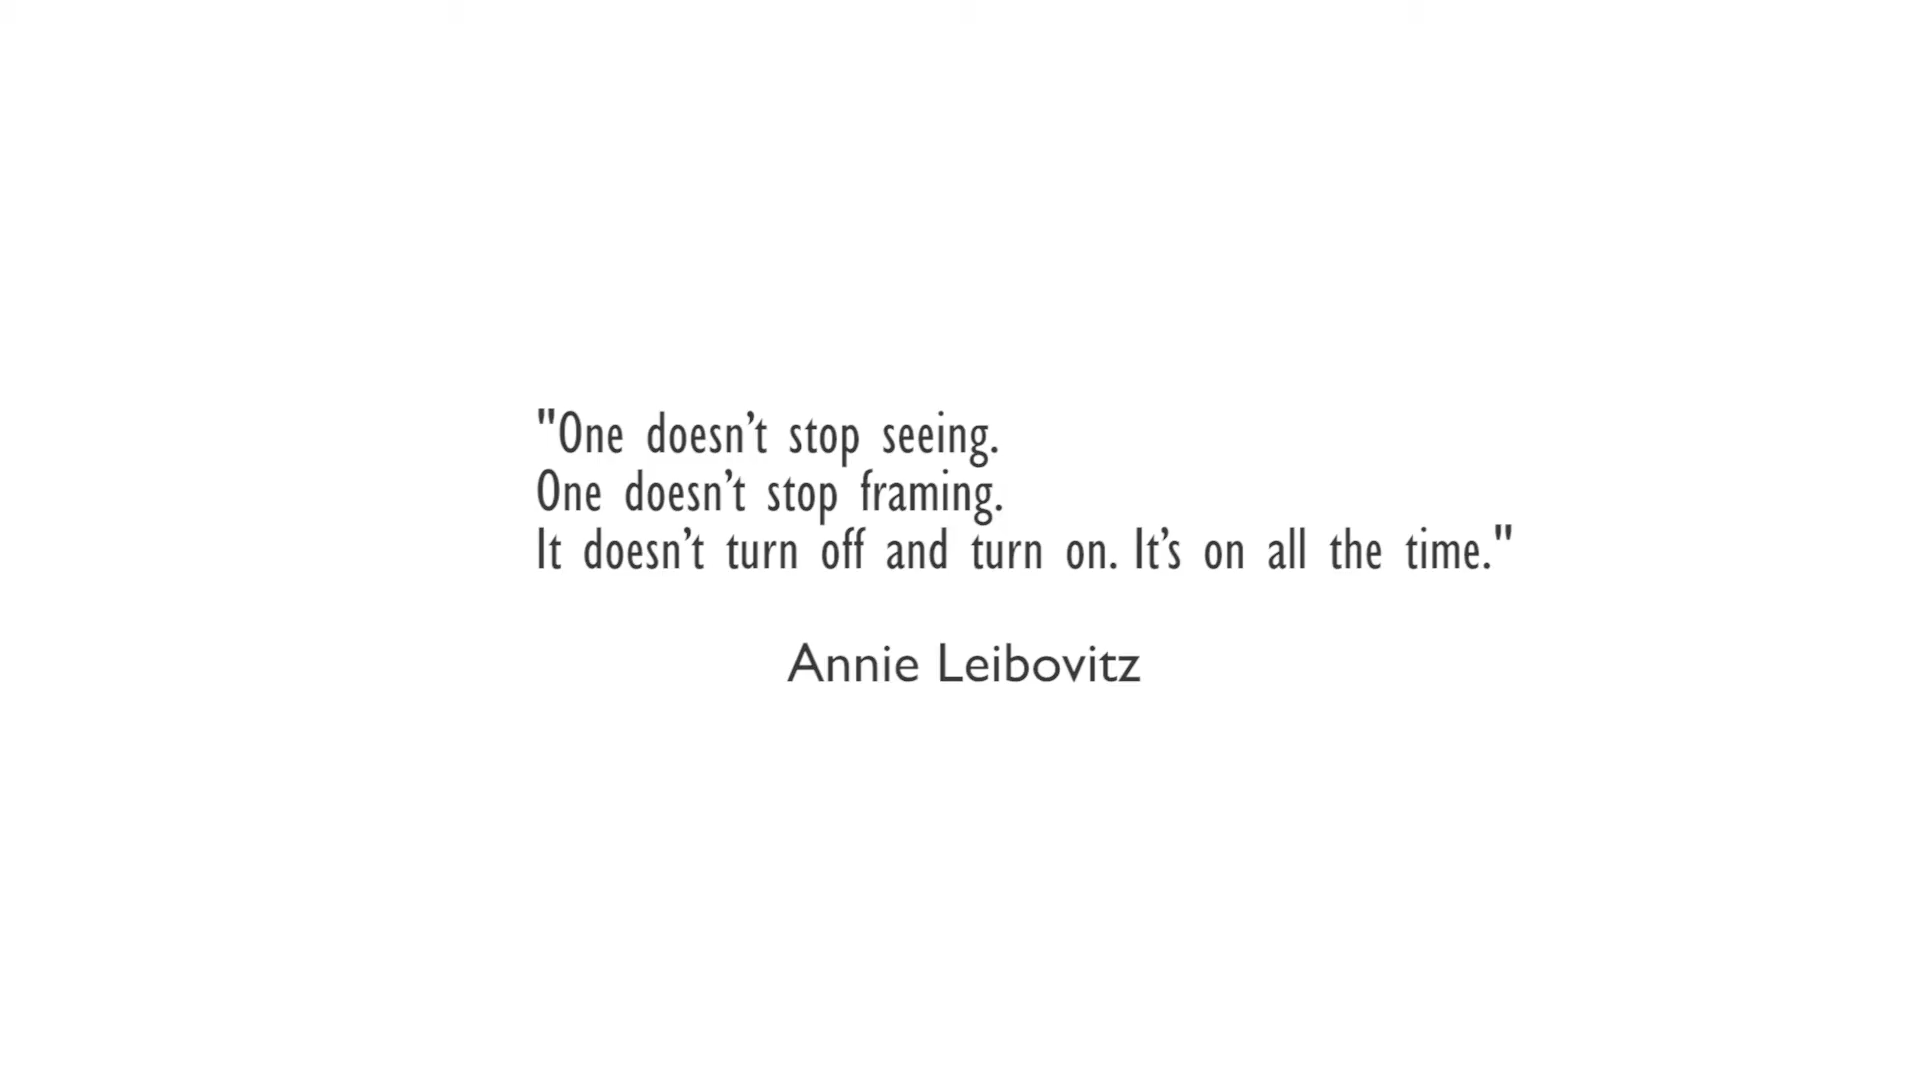 "One doesn’t stop seeing.
One doesn’t stop framing.
It doesn’t turn off and turn on. It’s on all the time."
Annie Leibovitz